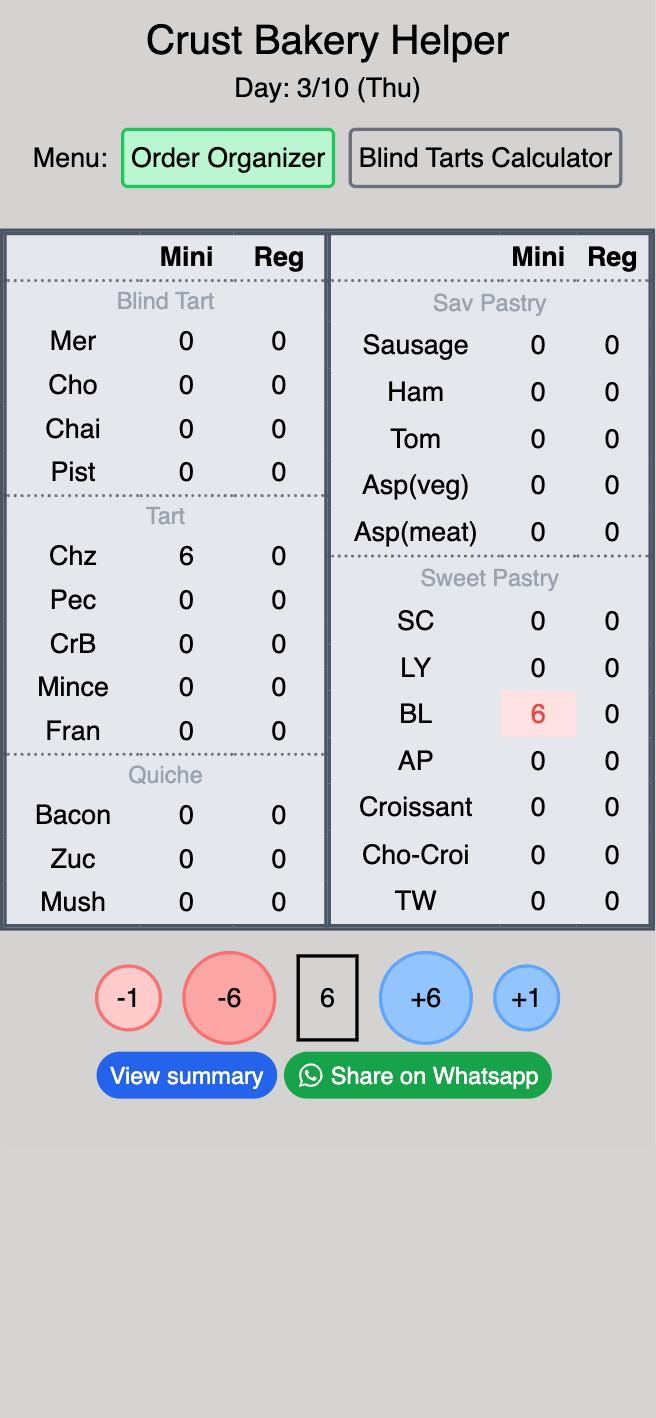 Crust Bakery Helper
Day: 3/10 (Thu)
Menu: Order Organizer Blind Tarts Calculator
Mini Reg
Blind Tart
Mer 0 0
Cho 0 0
Chai 0 0
Pist 0 0
Tart
Chz 6 0
Pec 0 0
CrB 0 0
Mince 0 0
Fran 0 0
Quiche
Bacon 0 0
Zuc 0 0
Mush 0 0
Mini Reg
Sav Pastry
Sausage 0 0
Ham 0 0
Tom 0 0
Asp(veg) 0 0
Asp(meat) 0 0
Sweet Pastry
SC 0 0
LY 0 0
BL 6 0
AP 0 0
Croissant 0 0
Cho-Croi 0 0
TW 0 0
-1 -6 6 +6 +1
View summary Share on Whatsapp